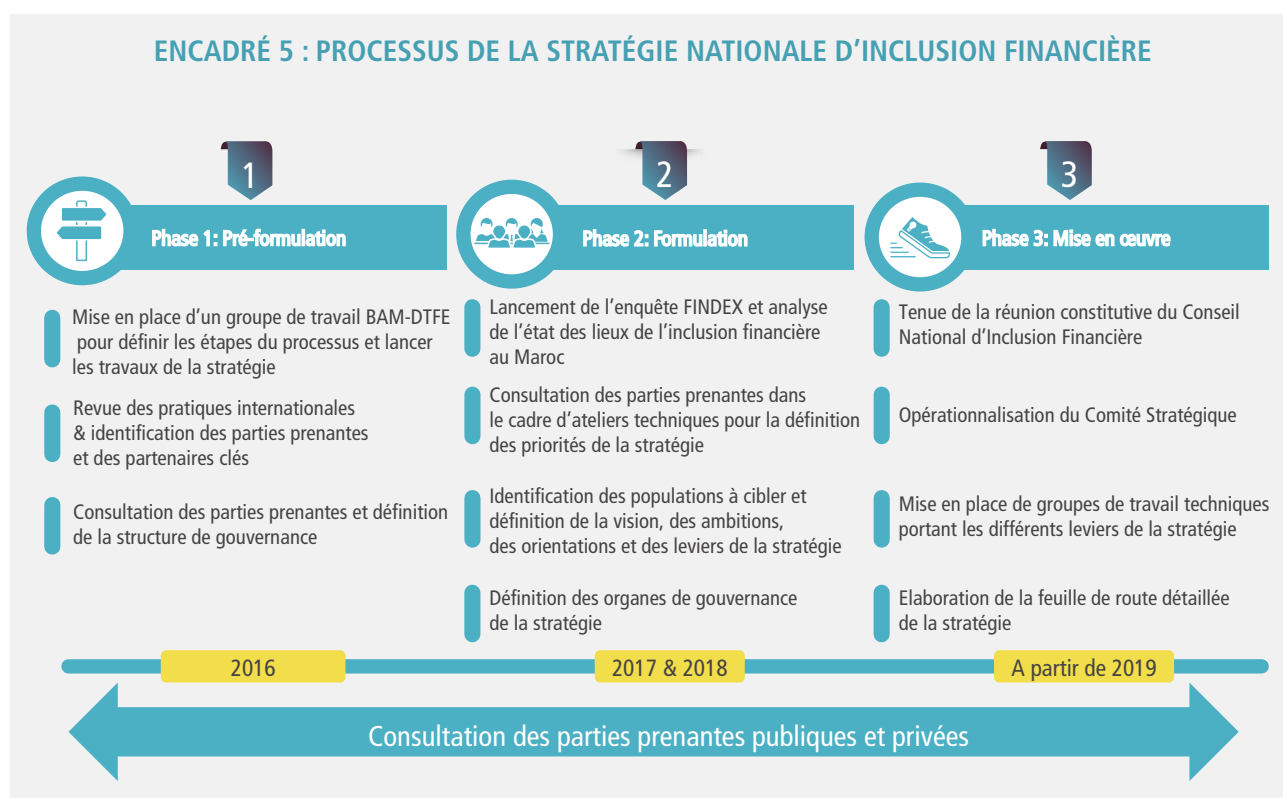 ENCADRÉ 5 : PROCESSUS DE LA STRATÉGIE NATIONALE D’INCLUSION FINANCIÈRE
1
Phase 1: Pré-formulation
Mise en place d’un groupe de travail BAM-DTFE
pour définir les étapes du processus et lancer
les travaux de la stratégie
Revue des pratiques internationales
& identification des parties prenantes
et des partenaires clés
Consultation des parties prenantes et définition
de la structure de gouvernance
2016
2
Phase 2: Formulation
Lancement de l’enquête FINDEX et analyse
de l’état des lieux de l’inclusion financière
au Maroc
Consultation des parties prenantes dans
le cadre d’ateliers techniques pour la définition
des priorités de la stratégie
Identification des populations à cibler et
définition de la vision, des ambitions,
des orientations et des leviers de la stratégie
Définition des organes de gouvernance
de la stratégie
2017 & 2018
3
Phase 3: Mise en œuvre
Tenue de la réunion constitutive du Conseil
National d’Inclusion Financière
Opérationnalisation du Comité Stratégique
Mise en place de groupes de travail techniques
portant les différents leviers de la stratégie
Elaboration de la feuille de route détaillée
de la stratégie
A partir de 2019
Consultation des parties prenantes publiques et privées